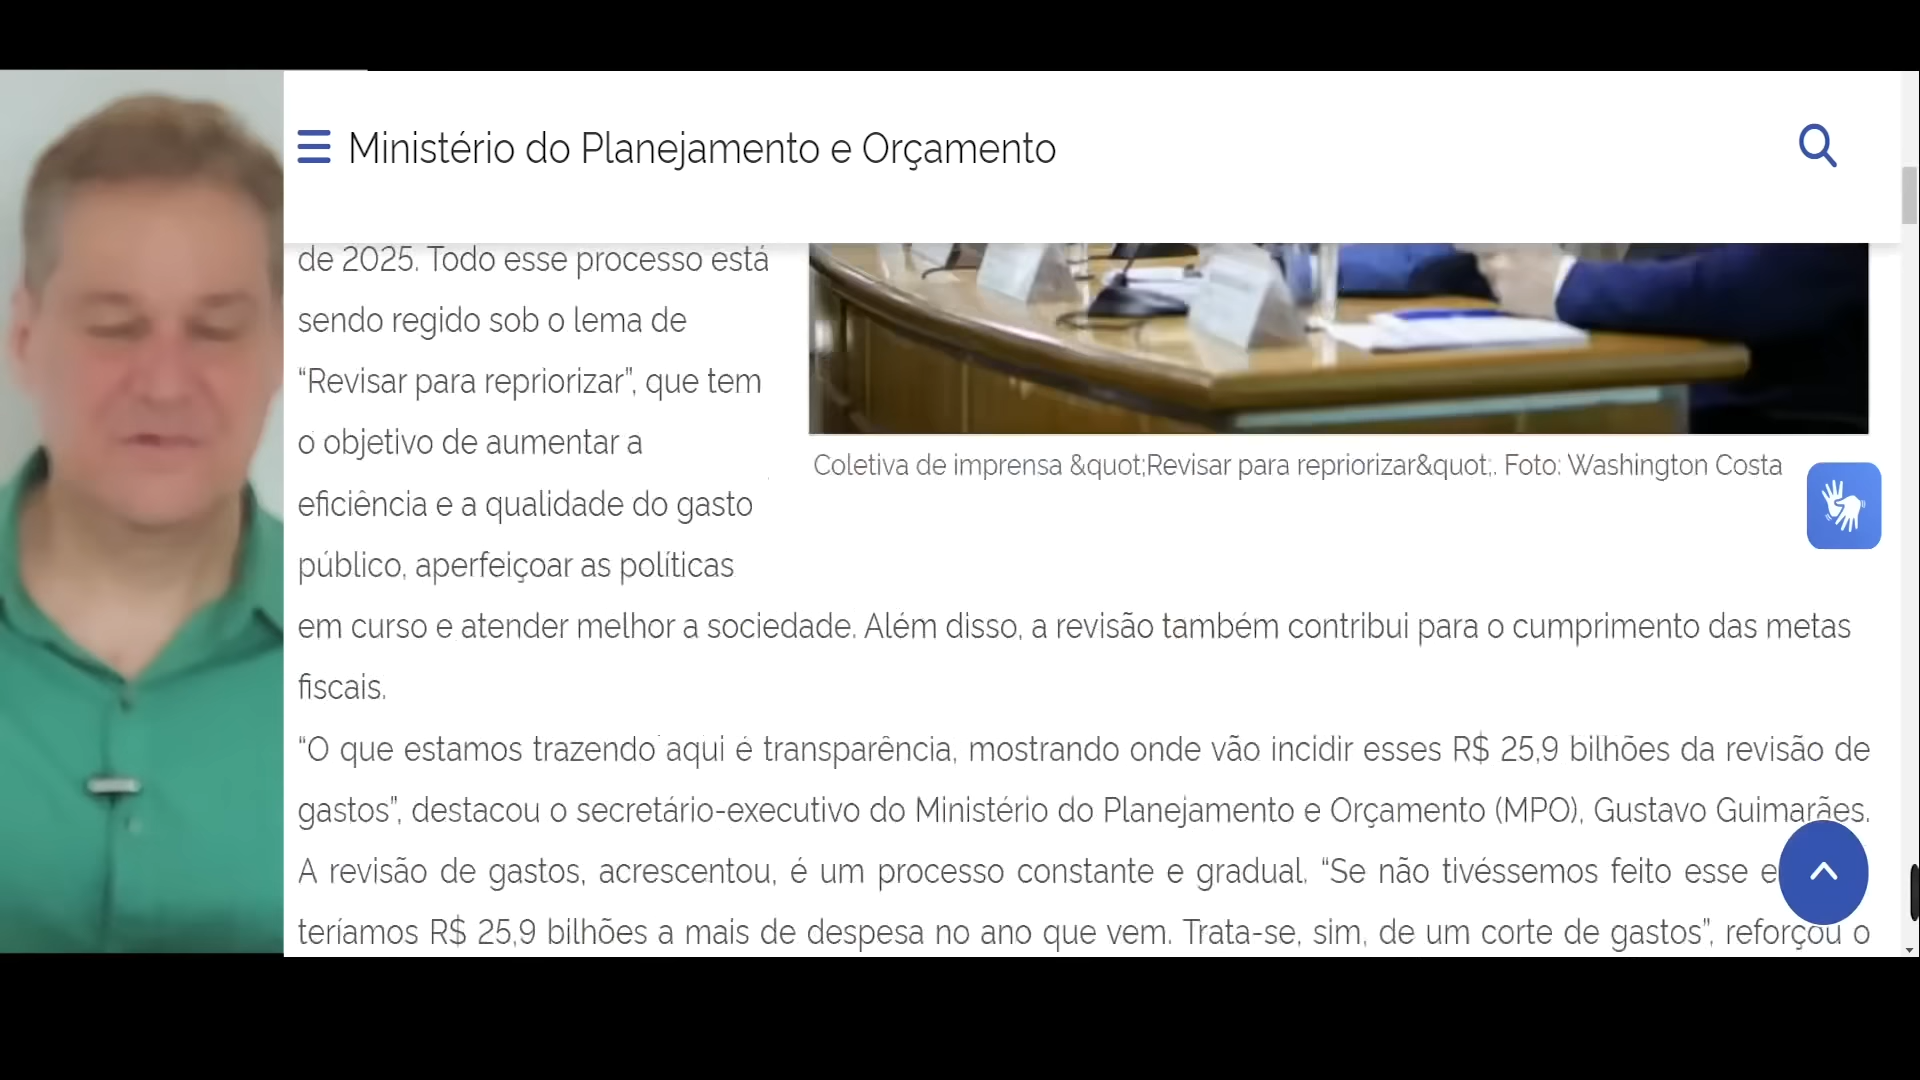 Ministério do Planejamento e Orçamento
de 2025. Todo esse processo está
sendo regido sob o lema de
“Revisar para repriorizar”, que tem
o objetivo de aumentar a
eficiência e a qualidade do gasto
público, aperfeiçoar as políticas
Coletiva de imprensa &quot;Revisar para repriorizar&quot;. Foto: Washington Costa
em curso e atender melhor a sociedade. Além disso, a revisão também contribui para o cumprimento das metas
fiscais.
“O que estamos trazendo aqui é transparência, mostrando onde vão incidir esses R$ 25,9 bilhões da revisão de
gastos”, destacou o secretário-executivo do Ministério do Planejamento e Orçamento (MPO), Gustavo Guimarães.
A revisão de gastos, acrescentou, é um processo constante e gradual. “Se não tivéssemos feito esse
teríamos R$ 25,9 bilhões a mais de despesa no ano que vem. Trata-se, sim, de um corte de gastos”, reforçou o